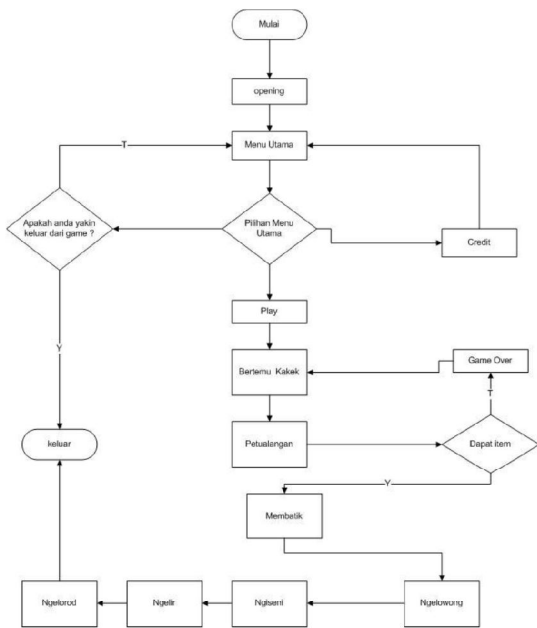 Mulai
opening
Menu Utama
T
Apakah anda yakin
keluar dari game ?
Pilihan Menu
Utama
Credit
Play
Y
Bertemu Kakek
Game Over
T
keluar
Petualangan
Dapat item
Y
Membatik
Ngelorod
Ngelir
Ngiseni
Ngelowong